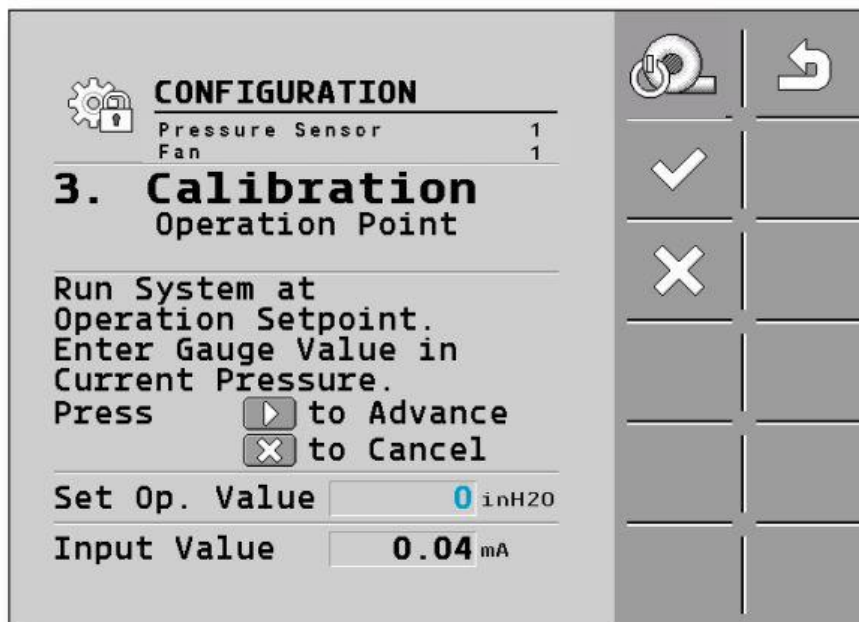 CONFIGURATION
Pressure Sensor 1
Fan 1
3. Calibration
Operation Point
Run System at
Operation Setpoint.
Enter Gauge Value in
Current Pressure.
Press to Advance
to Cancel
Set Op. Value 0 inH2O
Input Value 0.04 mA